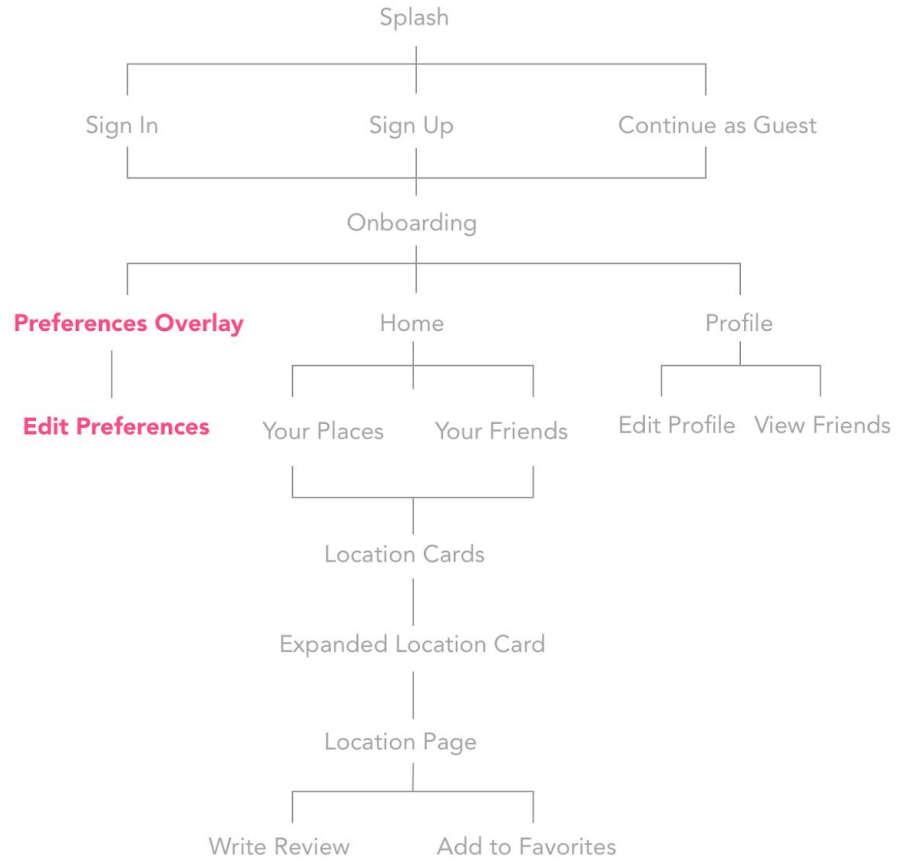 Splash
Sign In
Sign Up
Continue as Guest
Onboarding
Preferences Overlay
Home
Profile
Edit Preferences
Your Places
Your Friends
Edit Profile
View Friends
Location Cards
Expanded Location Card
Location Page
Write Review
Add to Favorites